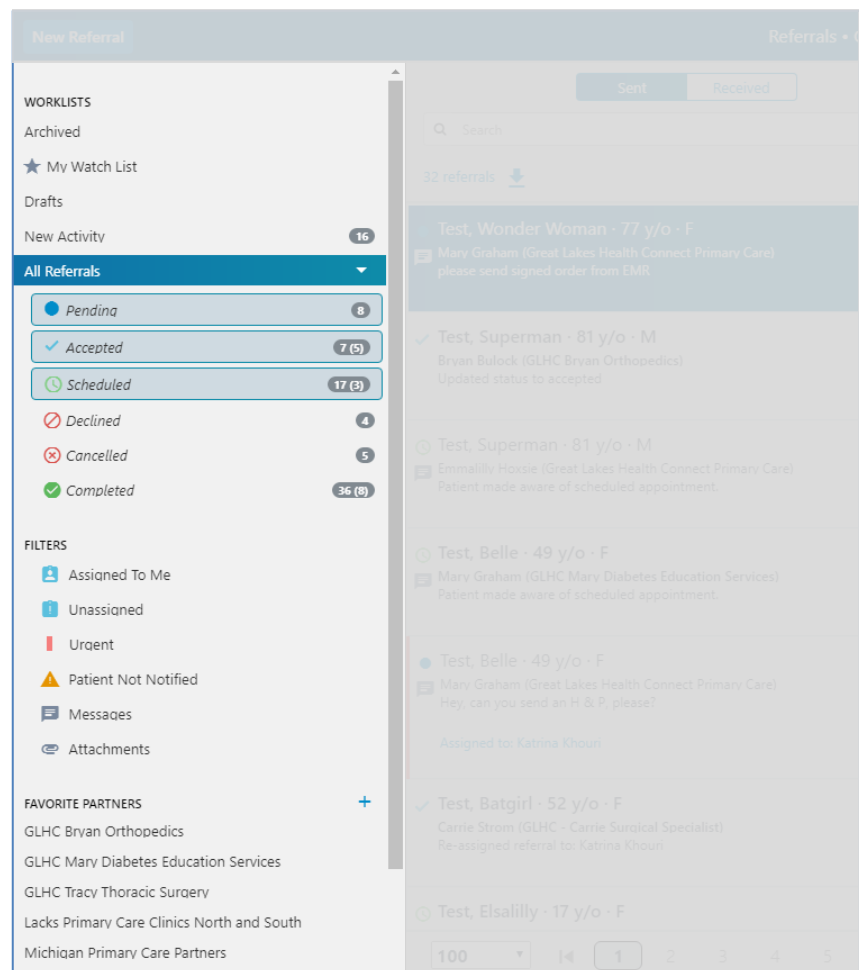 New Referral
Referrals •
WORKLISTS
Archived
My Watch List
Drafts
New Activity 16
All Referrals
Pending 8
Accepted 7 (5)
Scheduled 17 (3)
Declined 4
Cancelled 5
Completed 36 (8)
FILTERS
Assigned To Me
Unassigned
Urgent
Patient Not Notified
Messages
Attachments
FAVORITE PARTNERS +
GLHC Bryan Orthopedics
GLHC Mary Diabetes Education Services
GLHC Tracy Thoracic Surgery
Lacks Primary Care Clinics North and South
Michigan Primary Care Partners
Sent Received
Search
32 referrals
Test, Wonder Woman · 77 y/o · F
Mary Graham (Great Lakes Health Connect Primary Care)
please send signed order from EMR
Test, Superman · 81 y/o · M
Bryan Bulock (GLHC Bryan Orthopedics)
Updated status to accepted
Test, Superman · 81 y/o · M
Emmalilly Hoxsie (Great Lakes Health Connect Primary Care)
Patient made aware of scheduled appointment.
Test, Belle · 49 y/o · F
Mary Graham (GLHC Mary Diabetes Education Services)
Patient made aware of scheduled appointment.
Test, Belle · 49 y/o · F
Mary Graham (Great Lakes Health Connect Primary Care)
Hey, can you send an H & P, please?
Assigned to: Katrina Khouri
Test, Batgirl · 52 y/o · F
Carrie Strom (GLHC - Carrie Surgical Specialist)
Re-assigned referral to: Katrina Khouri
Test, Elsalilly · 17 y/o · F
100 1 2 3 4 5